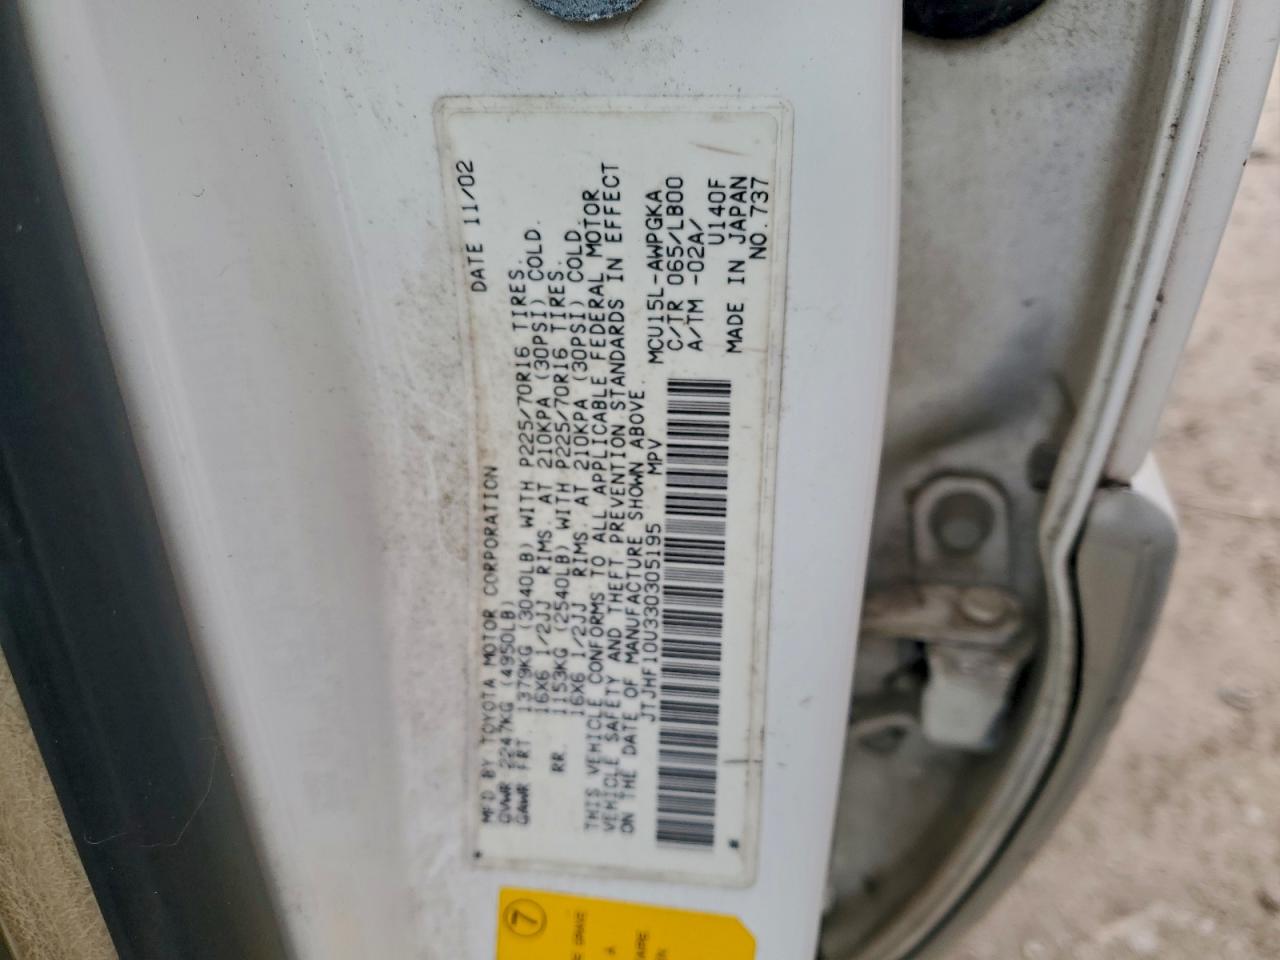 DATE 11/02
MFD BY TOYOTA MOTOR CORPORATION
GVWR 2247KG (4950LB)
GAWR FRT. 1379KG (3040LB) WITH P225/70R16 TIRES.
16X6 1/2JJ RIMS. AT 210KPA (30PSI) COLD.
RR. 1153KG (2540LB) WITH P225/70R16 TIRES.
16X6 1/2JJ RIMS. AT 210KPA (30PSI) COLD.
THIS VEHICLE CONFORMS TO ALL APPLICABLE FEDERAL MOTOR
VEHICLE SAFETY AND THEFT PREVENTION STANDARDS IN EFFECT
ON THE DATE OF MANUFACTURE SHOWN ABOVE.
JTJHF10U330305195 MPV
MCU15L-AWPGKA
C/TR 065/LB00
A/TM -02A/
U140F
MADE IN JAPAN
NO.737
7